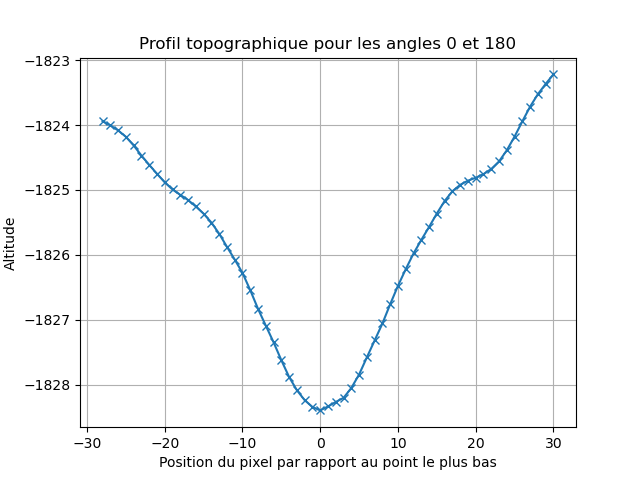 Profil topographique pour les angles 0 et 180
−1823
−1824
−1825
−1826
−1827
−1828
Altitude
−30 −20 −10 0 10 20 30
Position du pixel par rapport au point le plus bas